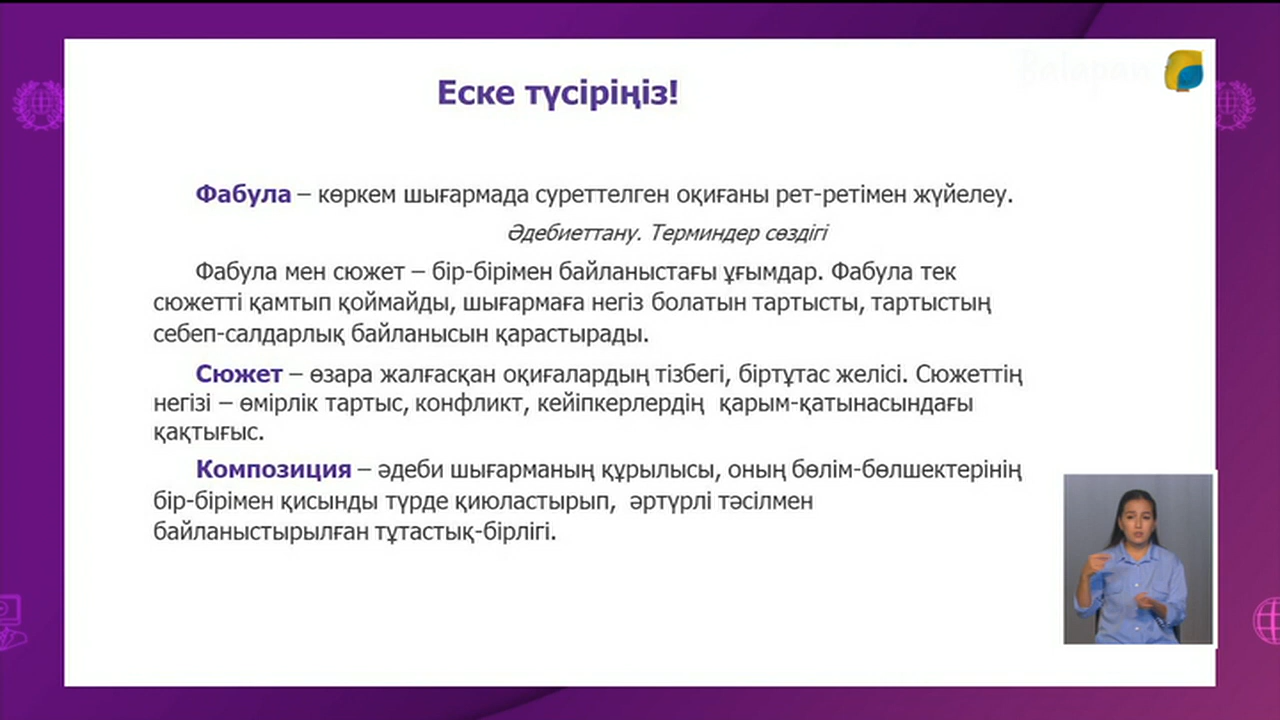 Еске түсіріңіз!
Balapan
Фабула – көркем шығармада суреттелген оқиғаны рет-ретімен жүйелеу.
Әдебиеттану. Терминдер сөздігі
Фабула мен сюжет – бір-бірімен байланыстағы ұғымдар. Фабула тек
сюжетті қамтып қоймайды, шығармаға негіз болатын тартысты, тартыстың
себеп-салдарлық байланысын қарастырады.
Сюжет – өзара жалғасқан оқиғалардың тізбегі, біртұтас желісі. Сюжеттің
негізі – өмірлік тартыс, конфликт, кейіпкерлердің  қарым-қатынасындағы
қақтығыс.
Композиция – әдеби шығарманың құрылысы, оның бөлім-бөлшектерінің
бір-бірімен қисынды түрде қиюластырып,  әртүрлі тәсілмен
байланыстырылған тұтастық-бірлігі.